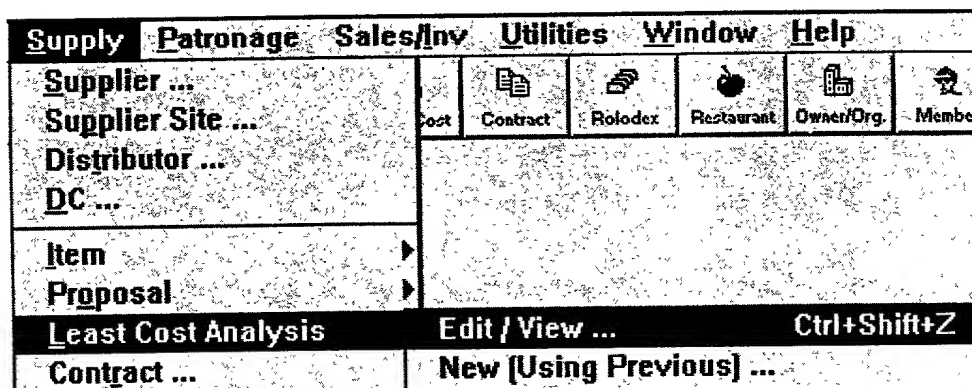 Supply Patronage Sales/Inv Utilities Window Help
Supplier ...
Supplier Site ...
Distributor ...
DC ...
Cost Contract Rolodex Restaurant Owner/Org. Membe
Item
Proposal
Least Cost Analysis Edit / View ... Ctrl+Shift+Z
Contract ... New (Using Previous) ...